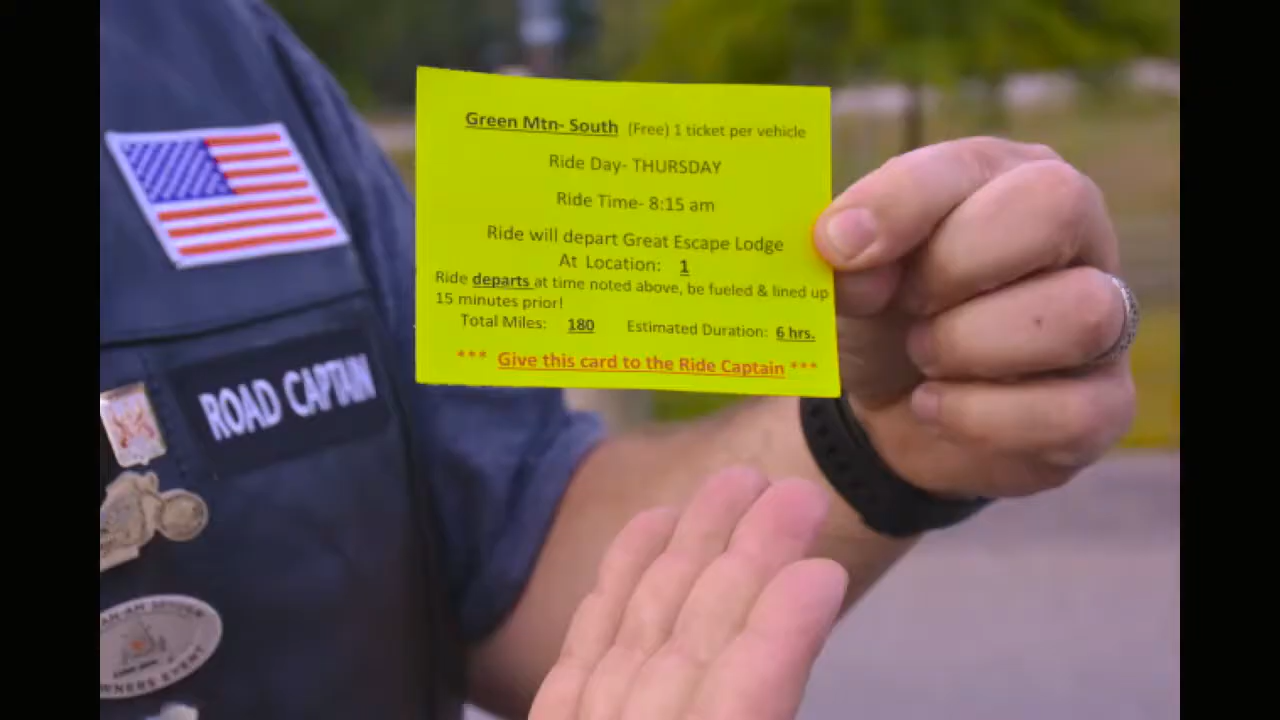 Green Mtn- South (Free) 1 ticket per vehicle
Ride Day- THURSDAY
Ride Time- 8:15 am
Ride will depart Great Escape Lodge
At Location: 1
Ride departs at time noted above, be fueled & lined up
15 minutes prior!
Total Miles: 180 Estimated Duration: 6 hrs.
*** Give this card to the Ride Captain ***
ROAD CAPTAIN